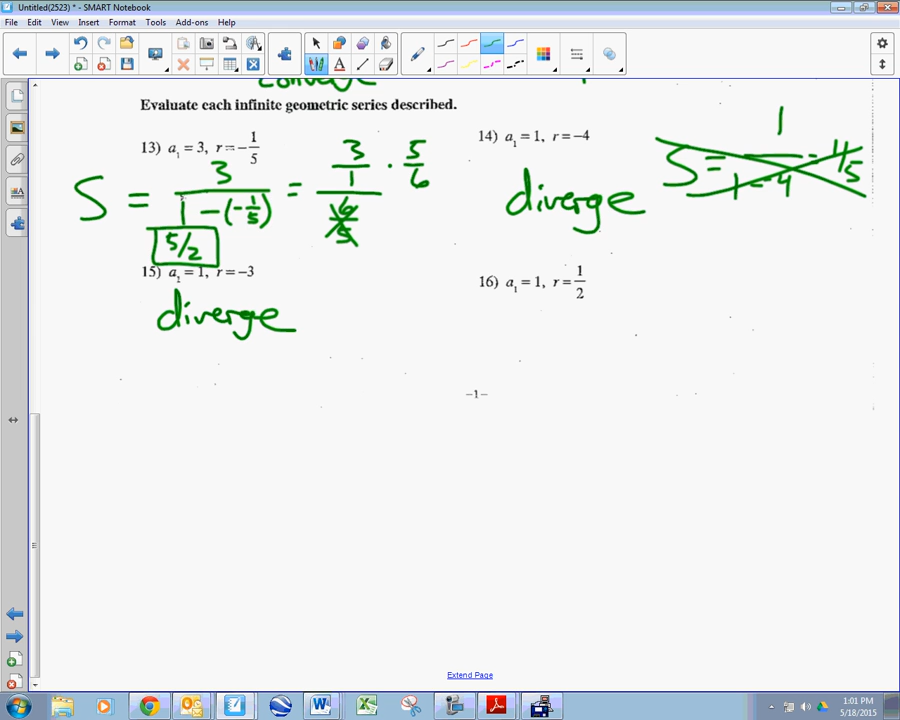 Untitled(2523) * - SMART Notebook
File Edit View Insert Format Tools Add-ons Help
converge
Evaluate each infinite geometric series described.
13) a₁ = 3, r = -1/5
S = 3/(1 - (-1/5)) = (3/1)/(6/5) · 5/6
5/2
14) a₁ = 1, r = -4
diverge
S = 1/(1 - -4) = 1/5
15) a₁ = 1, r = -3
diverge
16) a₁ = 1, r = 1/2
-1-
Extend Page
1:01 PM
5/18/2015